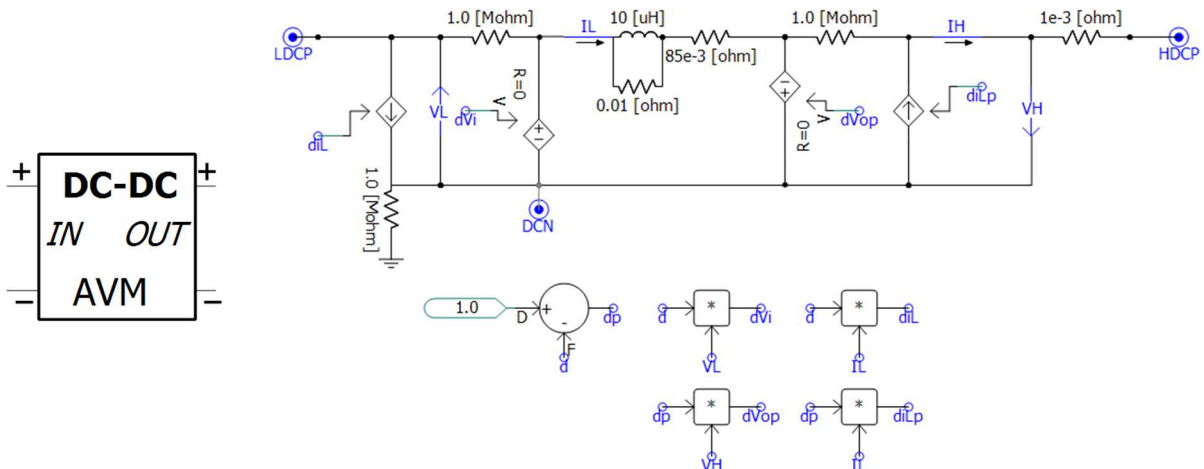 + DC-DC +
IN OUT
- AVM -
LDCP
1.0 [Mohm]
IL
10 [uH]
0.01 [ohm]
85e-3 [ohm]
1.0 [Mohm]
IH
1e-3 [ohm]
HDCP
diL
VL
dVi
V
R=0
+
-
-
+
R=0
V
dVop
diLp
VH
1.0 [Mohm]
DCN
1.0
D
+
-
F
d
dp
d * dVi
VL
d * diL
IL
dp * dVop
VH
dp * diLp
IL